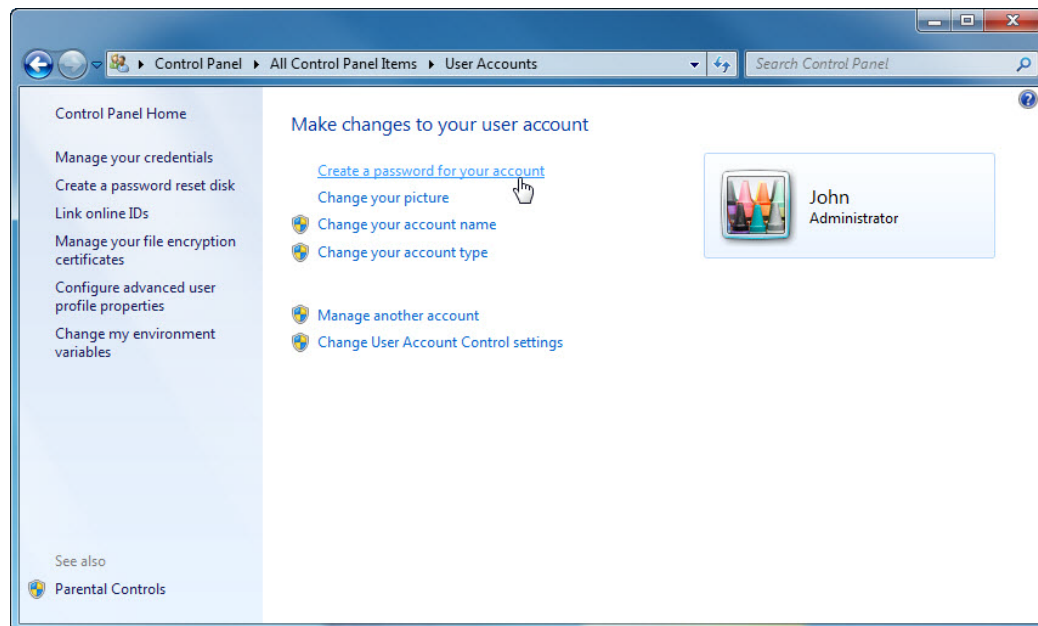 Control Panel All Control Panel Items User Accounts
Search Control Panel
Control Panel Home
Manage your credentials
Create a password reset disk
Link online IDs
Manage your file encryption
certificates
Configure advanced user
profile properties
Change my environment
variables
See also
Parental Controls
Make changes to your user account
Create a password for your account
Change your picture
Change your account name
Change your account type
Manage another account
Change User Account Control settings
John
Administrator